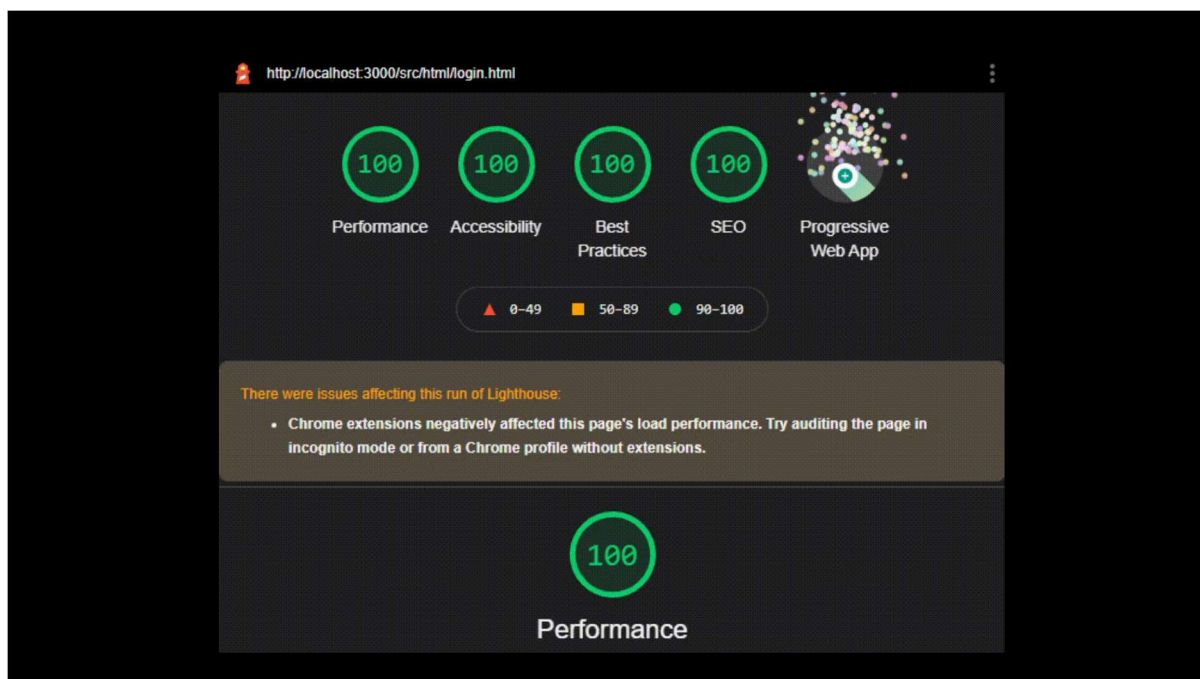 http://localhost:3000/src/html/login.html
100 100 100 100
Performance Accessibility Best Practices SEO Progressive Web App
0–49 50–89 90–100
There were issues affecting this run of Lighthouse:
• Chrome extensions negatively affected this page's load performance. Try auditing the page in
incognito mode or from a Chrome profile without extensions.
100
Performance